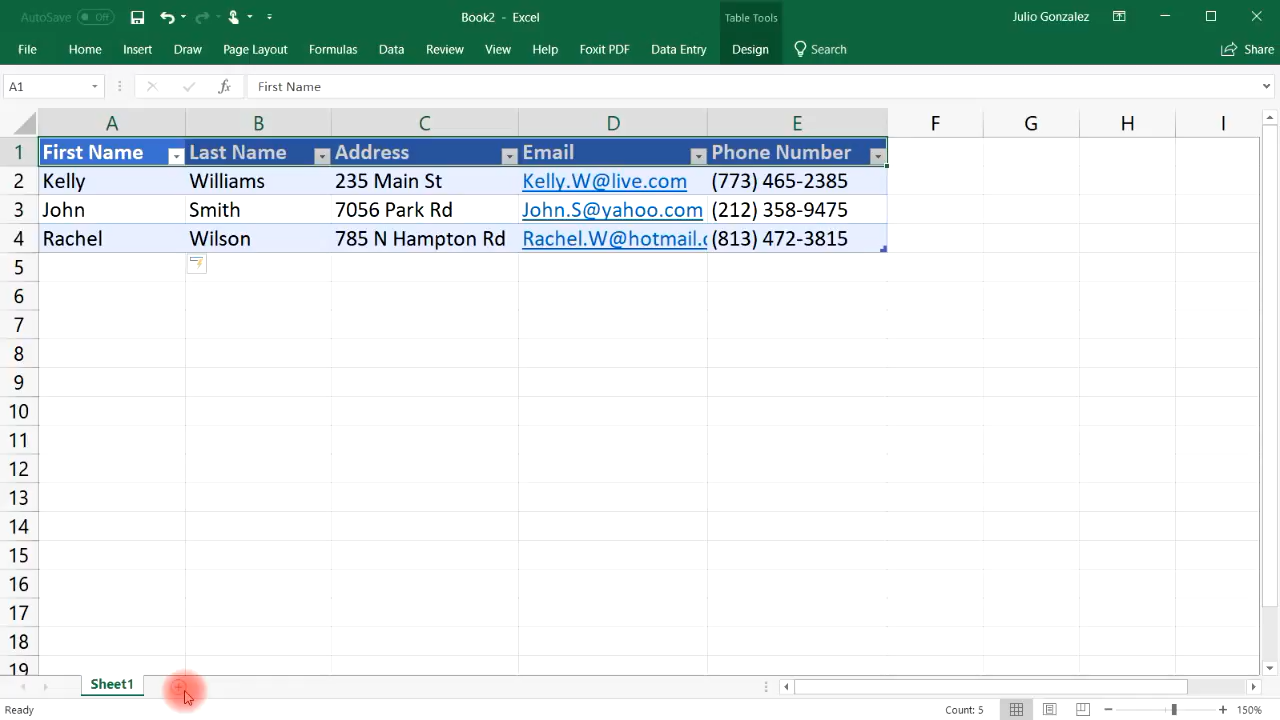 AutoSave Off Book2 - Excel Table Tools Julio Gonzalez
File Home Insert Draw Page Layout Formulas Data Review View Help Foxit PDF Data Entry Design Search Share
A1 fx First Name
A B C D E F G H I
1 First Name Last Name Address Email Phone Number
2 Kelly Williams 235 Main St Kelly.W@live.com (773) 465-2385
3 John Smith 7056 Park Rd John.S@yahoo.com (212) 358-9475
4 Rachel Wilson 785 N Hampton Rd Rachel.W@hotmail.c (813) 472-3815
5
6
7
8
9
10
11
12
13
14
15
16
17
18
19
Sheet1
Ready Count: 5 150%